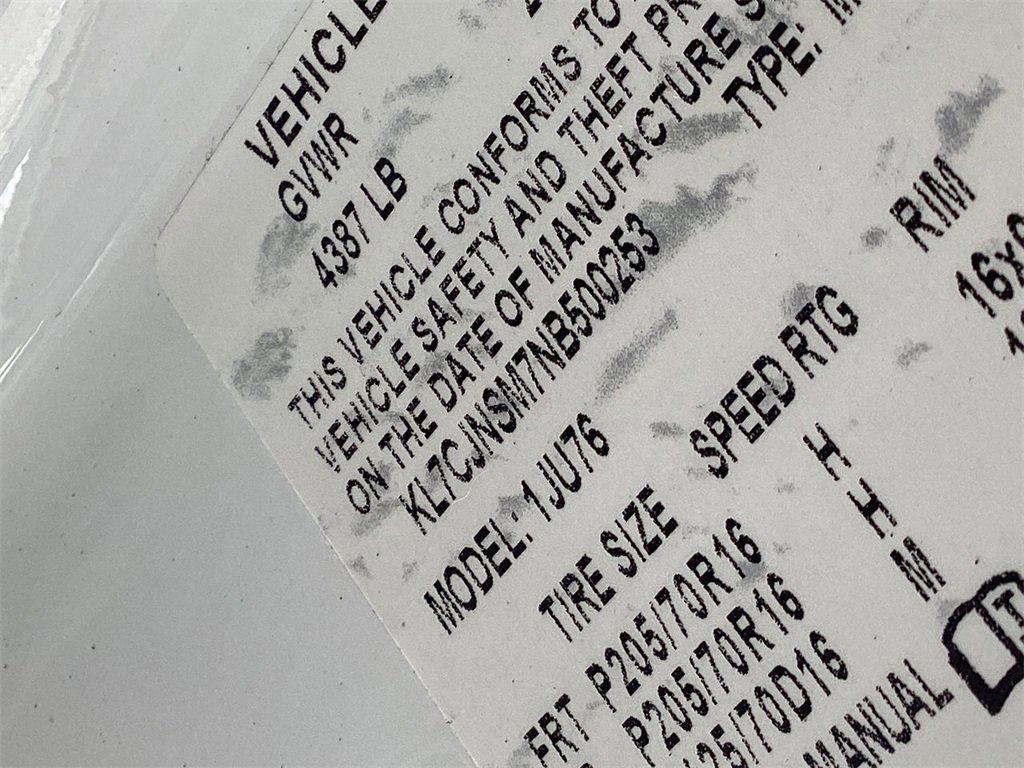 VEHICLE
GVWR
4387 LB
THIS VEHICLE CONFORMS TO
VEHICLE SAFETY AND THEFT
ON THE DATE OF MANUFACTURE
KL7CJNSM7NB500253 TYPE:
MODEL: 1JU76
TIRE SIZE SPEED RTG RIM
FRT P205/70R16 H
P205/70R16 H
70D16 M
MANUAL